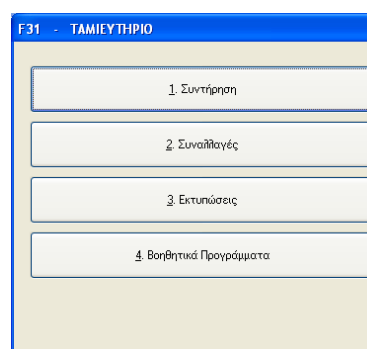 F31 - ΤΑΜΙΕΥΤΗΡΙΟ
1. Συντήρηση
2. Συναλλαγές
3. Εκτυπώσεις
4. Βοηθητικά Προγράμματα